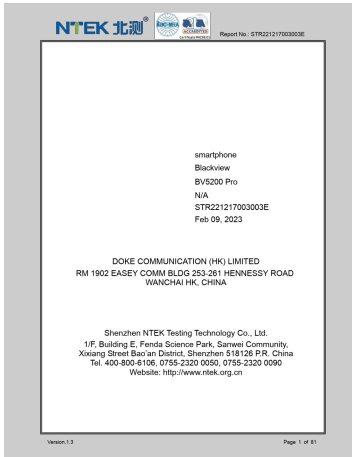 NTEK 北测®
ilac-MRA
ACCREDITED
Report No.: STR221217003003E
smartphone
Blackview
BV5200 Pro
N/A
STR221217003003E
Feb 09, 2023
DOKE COMMUNICATION (HK) LIMITED
RM 1902 EASEY COMM BLDG 253-261 HENNESSY ROAD
WANCHAI HK, CHINA
Shenzhen NTEK Testing Technology Co., Ltd.
1/F, Building E, Fenda Science Park, Sanwei Community,
Xixiang Street Bao'an District, Shenzhen 518126 P.R. China
Tel. 400-800-6106, 0755-2320 0050, 0755-2320 0090
Website: http://www.ntek.org.cn
Version.1.3
Page 1 of 81